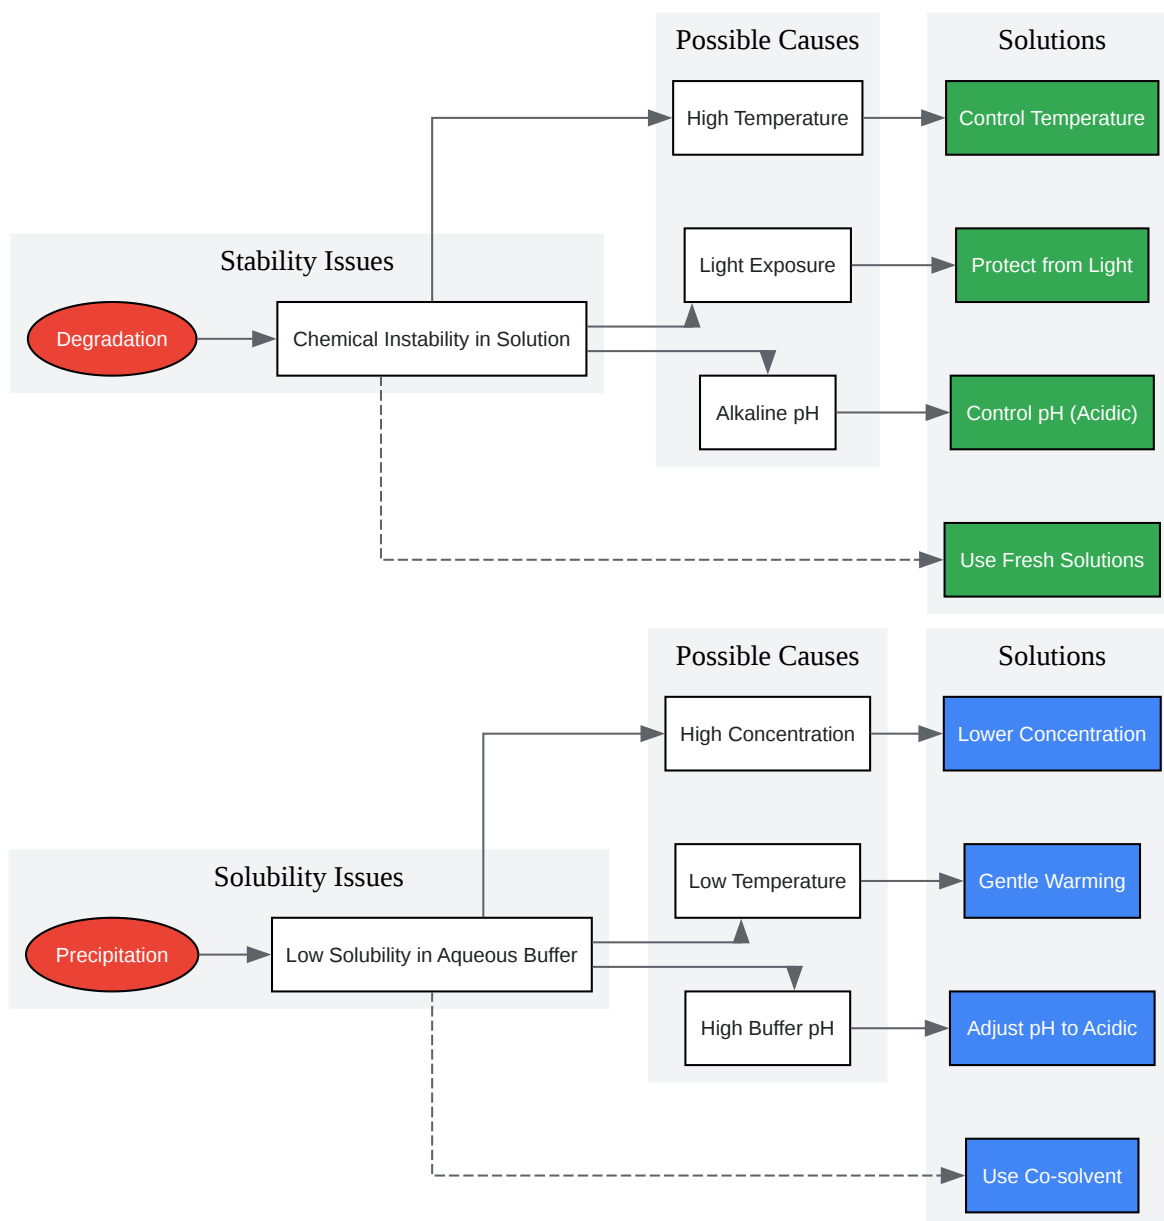 Possible Causes
Solutions
High Temperature
Control Temperature
Stability Issues
Light Exposure
Protect from Light
Degradation
Chemical Instability in Solution
Alkaline pH
Control pH (Acidic)
Use Fresh Solutions
Possible Causes
Solutions
High Concentration
Lower Concentration
Solubility Issues
Low Temperature
Gentle Warming
Precipitation
Low Solubility in Aqueous Buffer
High Buffer pH
Adjust pH to Acidic
Use Co-solvent